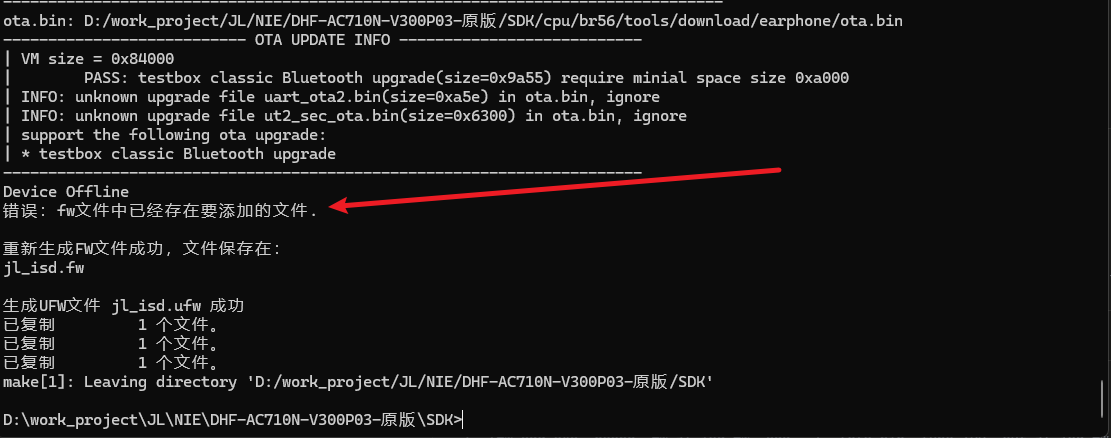 ota.bin: D:/work_project/JL/NIE/DHF-AC710N-V300P03-原版/SDK/cpu/br56/tools/download/earphone/ota.bin
--------------------------- OTA UPDATE INFO ---------------------------
| VM size = 0x84000
|        PASS: testbox classic Bluetooth upgrade(size=0x9a55) require minial space size 0xa000
| INFO: unknown upgrade file uart_ota2.bin(size=0xa5e) in ota.bin, ignore
| INFO: unknown upgrade file ut2_sec_ota.bin(size=0x6300) in ota.bin, ignore
| support the following ota upgrade:
| * testbox classic Bluetooth upgrade
-----------------------------------------------------------------------
Device Offline
错误: fw文件中已经存在要添加的文件.
重新生成FW文件成功, 文件保存在:
jl_isd.fw
生成UFW文件 jl_isd.ufw 成功
已复制         1 个文件。
已复制         1 个文件。
已复制         1 个文件。
make[1]: Leaving directory 'D:/work_project/JL/NIE/DHF-AC710N-V300P03-原版/SDK'
D:\work_project\JL\NIE\DHF-AC710N-V300P03-原版\SDK>